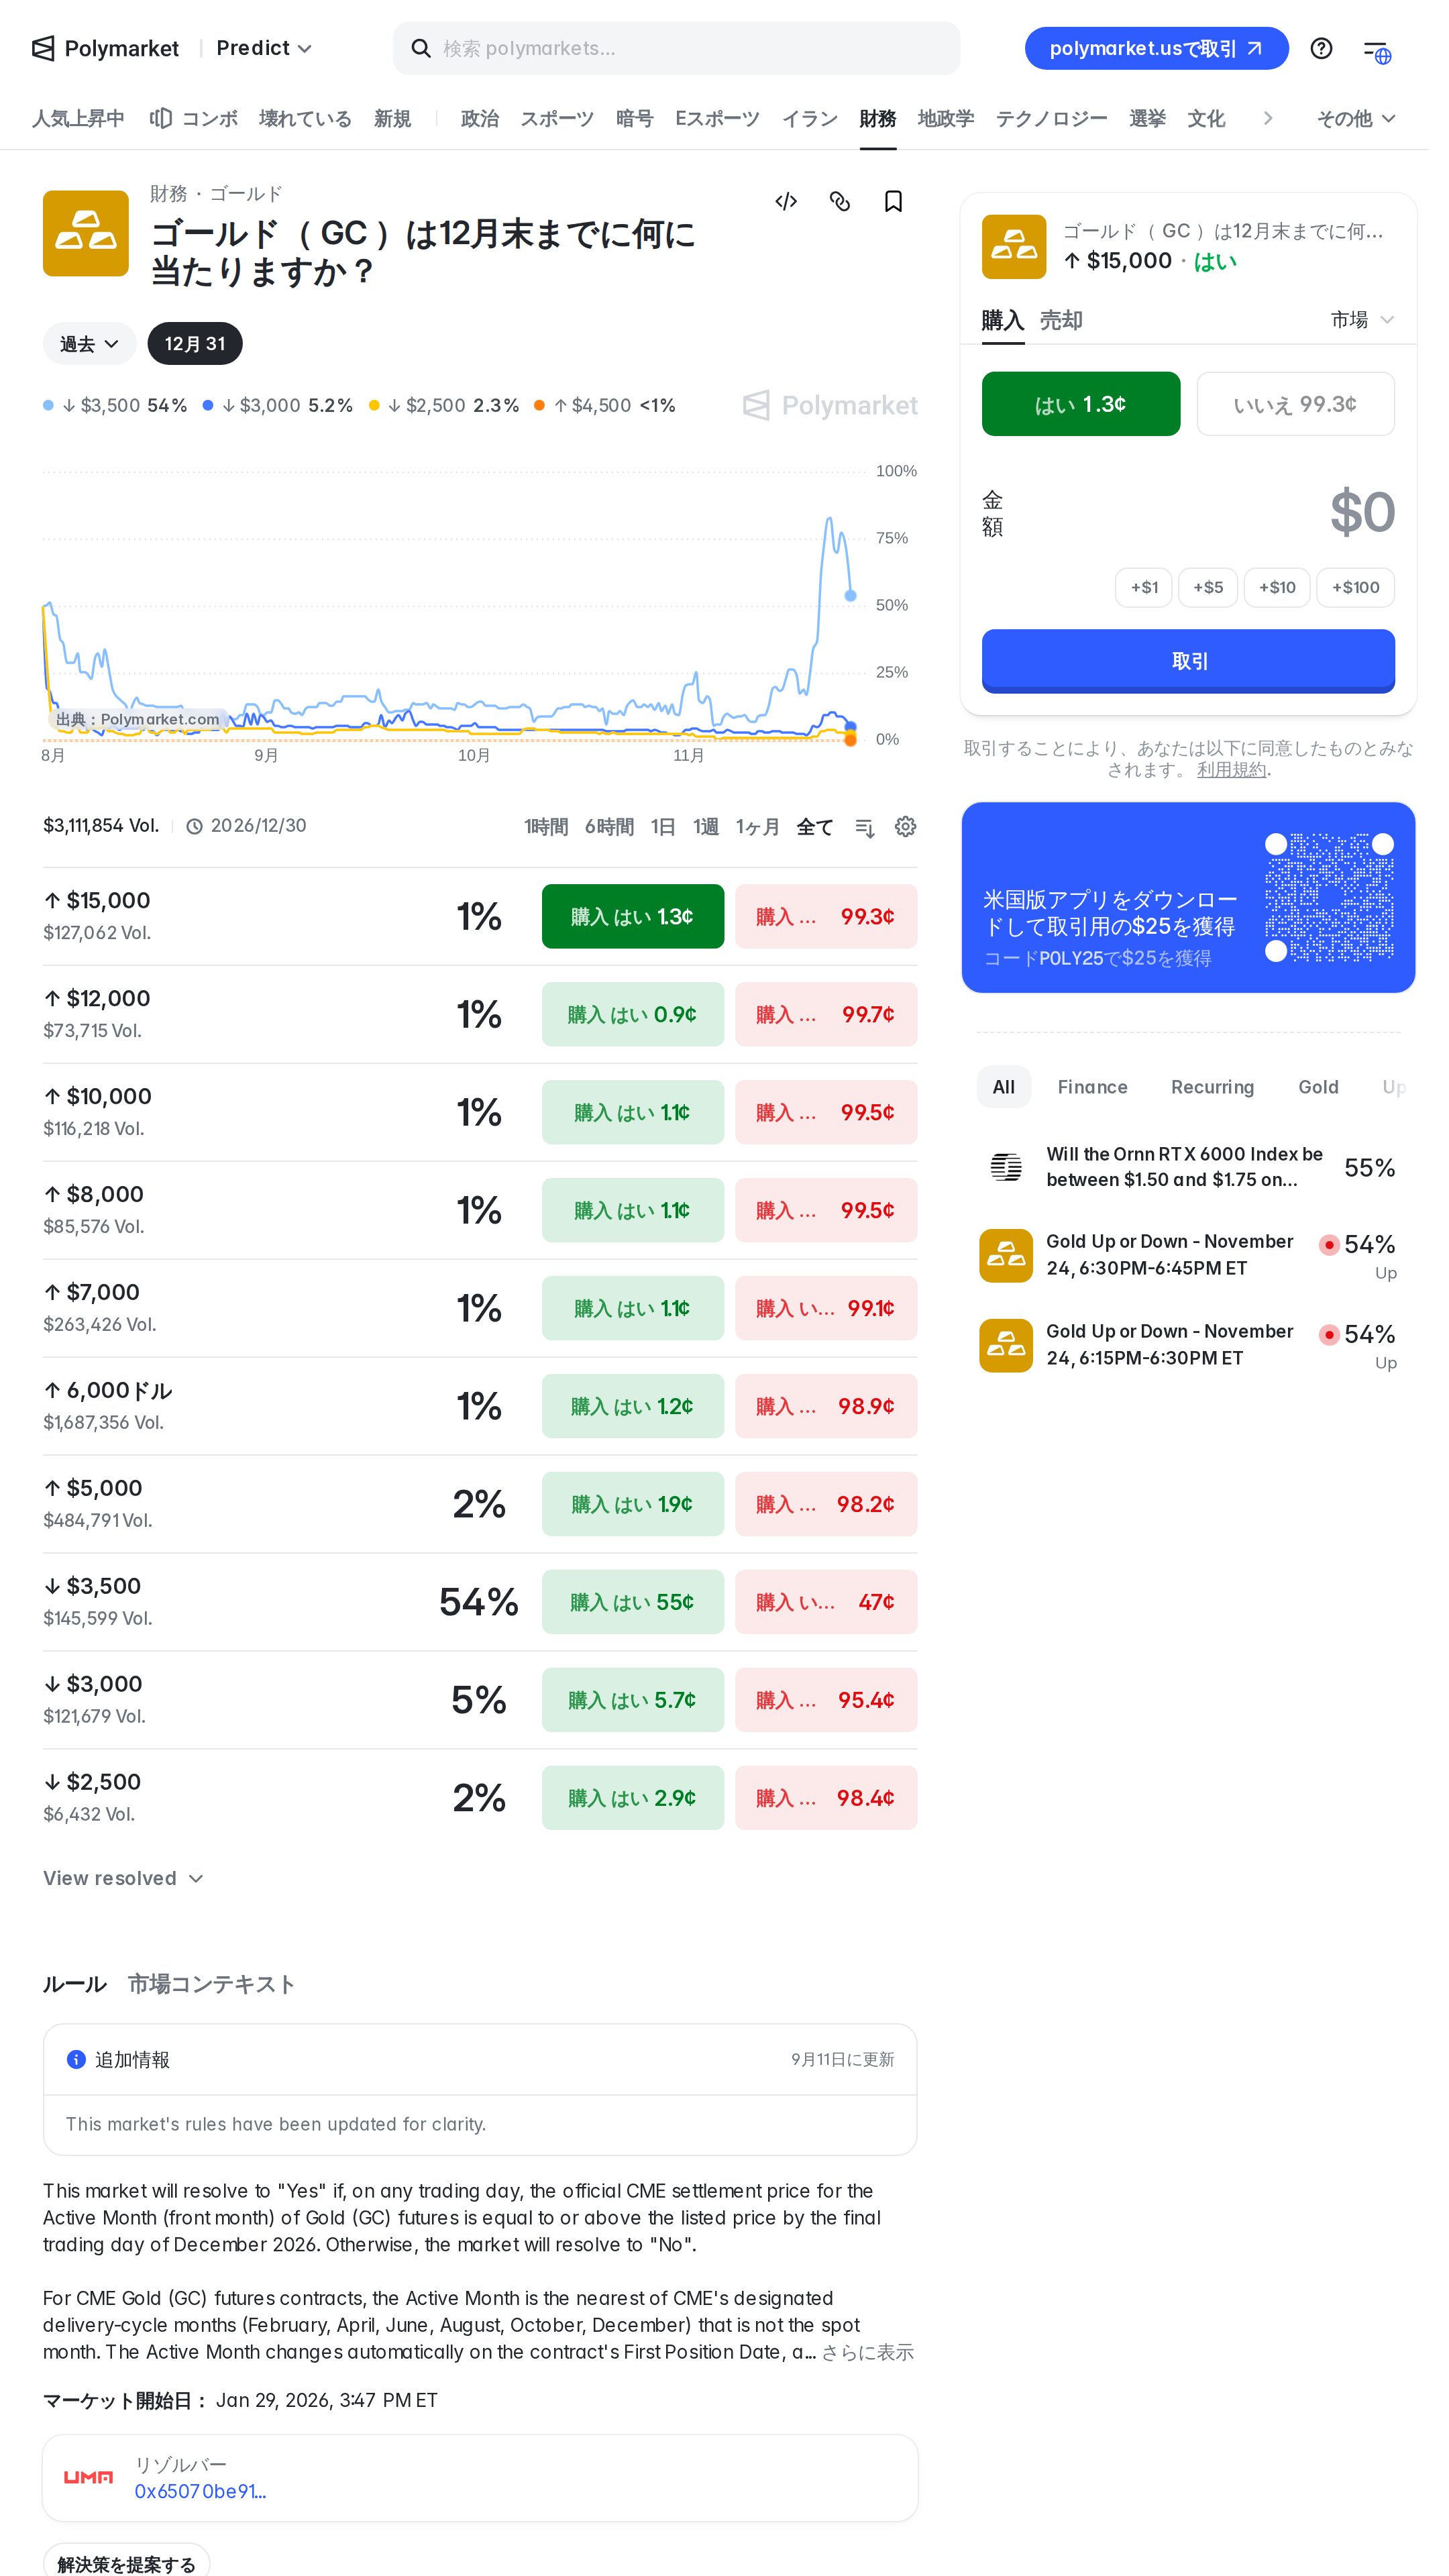 Polymarket
Predict
検索 polymarkets...
polymarket.usで取引
人気上昇中 コンボ 壊れている 新規 政治 スポーツ 暗号 Eスポーツ イラン 財務 地政学 テクノロジー 選挙 文化 その他
財務 · ゴールド
ゴールド（ GC ）は12月末までに何に
当たりますか？
過去
12月 31
↓ $3,500 54% ↓ $3,000 5.2% ↓ $2,500 2.3% ↑ $4,500 <1%
Polymarket
100%
75%
50%
25%
0%
出典：Polymarket.com
8月 9月 10月 11月
$3,111,854 Vol. 2026/12/30
1時間 6時間 1日 1週 1ヶ月 全て
↑ $15,000
$127,062 Vol.
1%
購入 はい 1.3¢
購入 ... 99.3¢
↑ $12,000
$73,715 Vol.
1%
購入 はい 0.9¢
購入 ... 99.7¢
↑ $10,000
$116,218 Vol.
1%
購入 はい 1.1¢
購入 ... 99.5¢
↑ $8,000
$85,576 Vol.
1%
購入 はい 1.1¢
購入 ... 99.5¢
↑ $7,000
$263,426 Vol.
1%
購入 はい 1.1¢
購入 い... 99.1¢
↑ 6,000ドル
$1,687,356 Vol.
1%
購入 はい 1.2¢
購入 ... 98.9¢
↑ $5,000
$484,791 Vol.
2%
購入 はい 1.9¢
購入 ... 98.2¢
↓ $3,500
$145,599 Vol.
54%
購入 はい 55¢
購入 い... 47¢
↓ $3,000
$121,679 Vol.
5%
購入 はい 5.7¢
購入 ... 95.4¢
↓ $2,500
$6,432 Vol.
2%
購入 はい 2.9¢
購入 ... 98.4¢
View resolved
ルール 市場コンテキスト
追加情報
9月11日に更新
This market's rules have been updated for clarity.
This market will resolve to "Yes" if, on any trading day, the official CME settlement price for the
Active Month (front month) of Gold (GC) futures is equal to or above the listed price by the final
trading day of December 2026. Otherwise, the market will resolve to "No".
For CME Gold (GC) futures contracts, the Active Month is the nearest of CME's designated
delivery-cycle months (February, April, June, August, October, December) that is not the spot
month. The Active Month changes automatically on the contract's First Position Date, a... さらに表示
マーケット開始日： Jan 29, 2026, 3:47 PM ET
UMA
リゾルバー
0x65070be91...
解決策を提案する
ゴールド（ GC ）は12月末までに何...
↑ $15,000 · はい
購入 売却
市場
はい 1.3¢
いいえ 99.3¢
金
額
$0
+$1 +$5 +$10 +$100
取引
取引することにより、あなたは以下に同意したものとみな
されます。 利用規約.
米国版アプリをダウンロー
ドして取引用の$25を獲得
コードPOLY25で$25を獲得
All Finance Recurring Gold Up
Will the Ornn RTX 6000 Index be
between $1.50 and $1.75 on...
55%
Gold Up or Down - November
24, 6:30PM-6:45PM ET
54%
Up
Gold Up or Down - November
24, 6:15PM-6:30PM ET
54%
Up